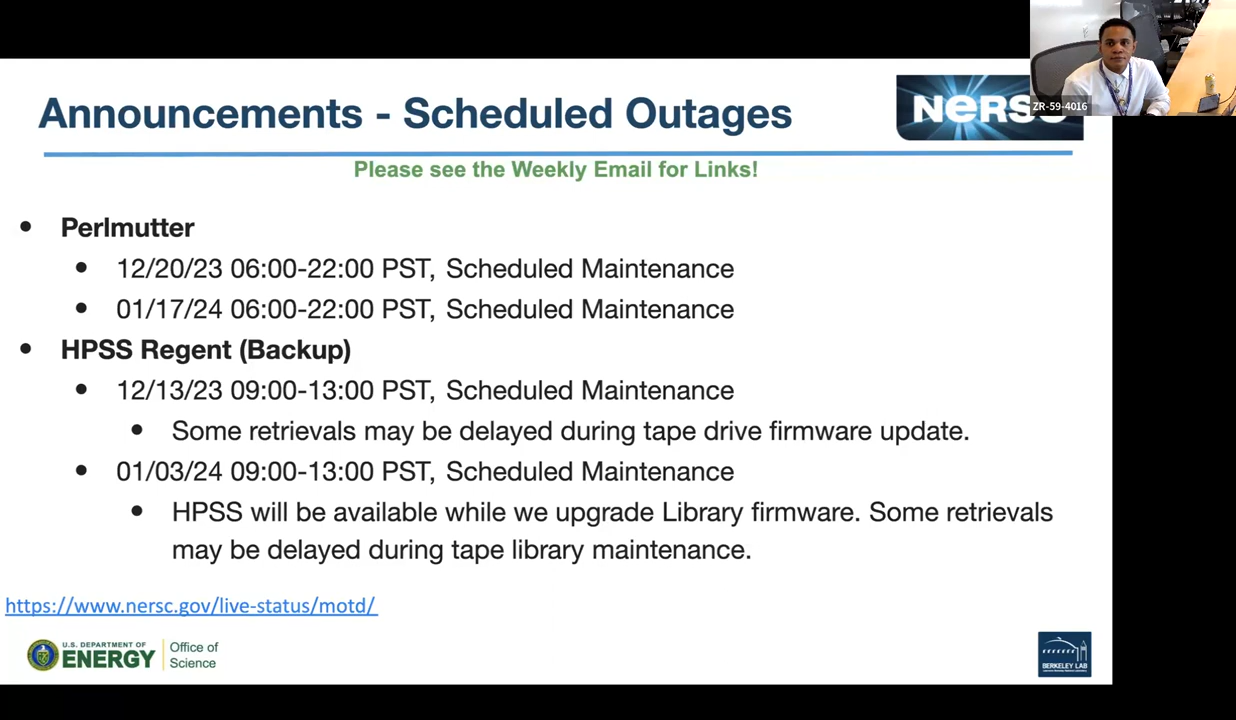 Announcements - Scheduled Outages
NERSC
ZR-59-4016
Please see the Weekly Email for Links!
• Perlmutter
• 12/20/23 06:00-22:00 PST, Scheduled Maintenance
• 01/17/24 06:00-22:00 PST, Scheduled Maintenance
• HPSS Regent (Backup)
• 12/13/23 09:00-13:00 PST, Scheduled Maintenance
• Some retrievals may be delayed during tape drive firmware update.
• 01/03/24 09:00-13:00 PST, Scheduled Maintenance
• HPSS will be available while we upgrade Library firmware. Some retrievals
may be delayed during tape library maintenance.
https://www.nersc.gov/live-status/motd/
U.S. DEPARTMENT OF
ENERGY
Office of
Science
BERKELEY LAB